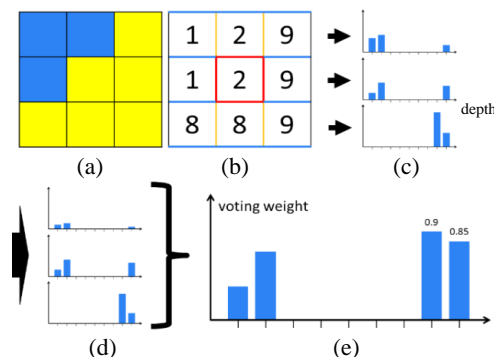 1 2 9
1 2 9
8 8 9
depth
(a) (b) (c)
voting weight
0.9
0.85
(d) (e)